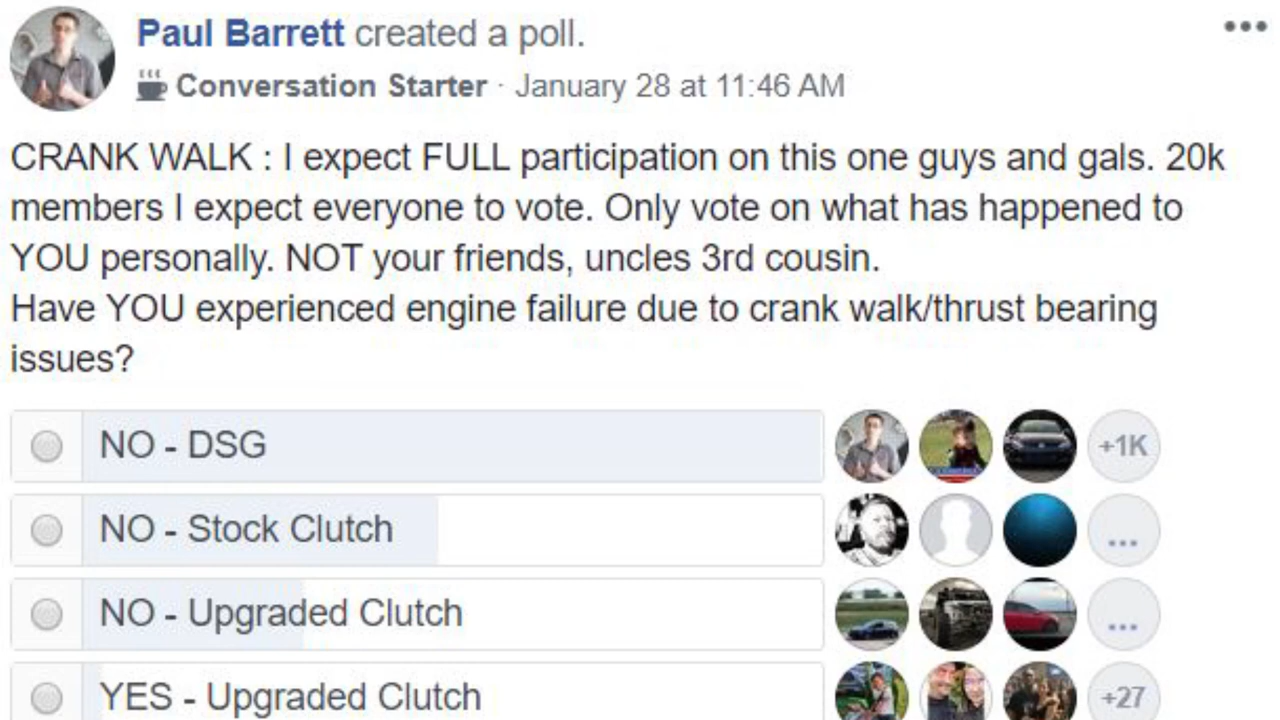 Paul Barrett created a poll.
Conversation Starter · January 28 at 11:46 AM
CRANK WALK : I expect FULL participation on this one guys and gals. 20k
members I expect everyone to vote. Only vote on what has happened to
YOU personally. NOT your friends, uncles 3rd cousin.
Have YOU experienced engine failure due to crank walk/thrust bearing
issues?
NO - DSG
+1K
NO - Stock Clutch
...
NO - Upgraded Clutch
...
YES - Upgraded Clutch
+27